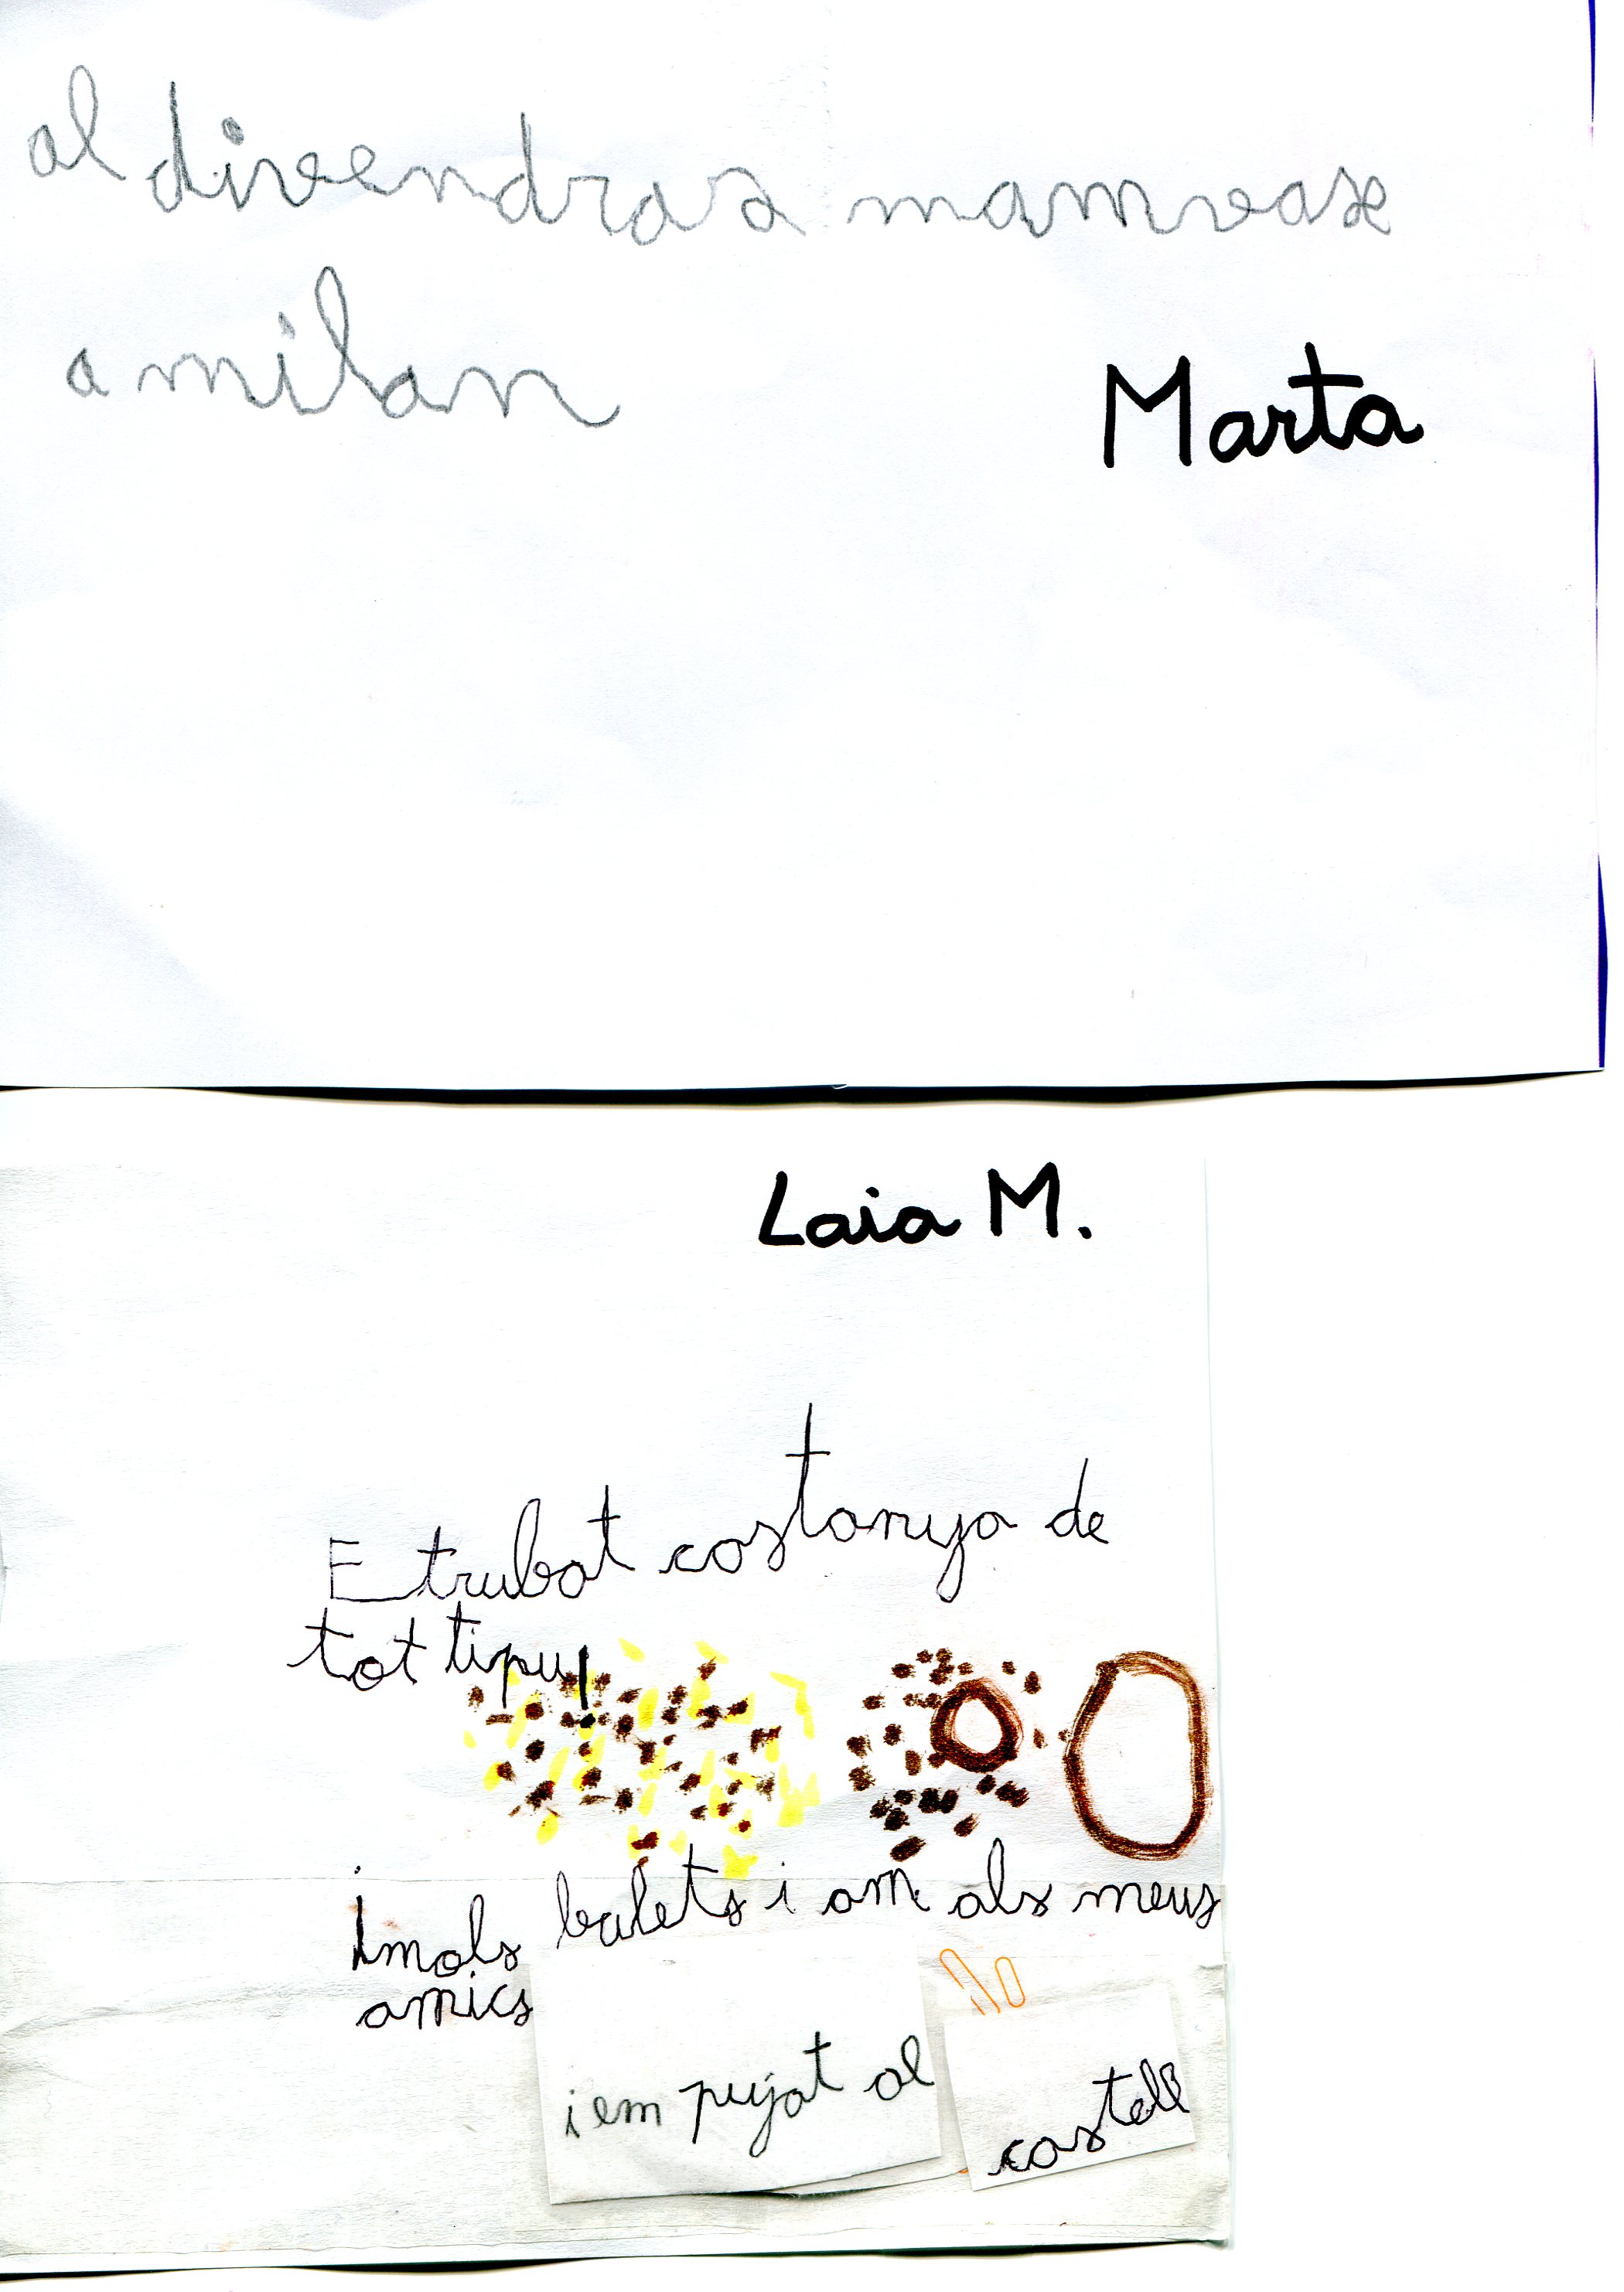 al divendras mamvax
a milan
Marta
Laia M.
E trubat castanya de
tot tipu
i mols bulets i am als meus
amics
i em pujat al
castell